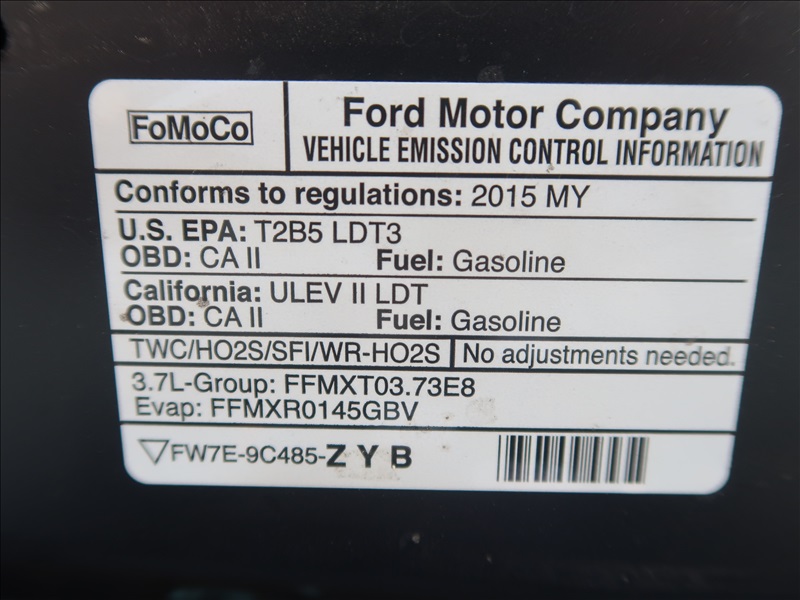 FoMoCo
Ford Motor Company
VEHICLE EMISSION CONTROL INFORMATION
Conforms to regulations: 2015 MY
U.S. EPA: T2B5 LDT3
OBD: CA II Fuel: Gasoline
California: ULEV II LDT
OBD: CA II Fuel: Gasoline
TWC/HO2S/SFI/WR-HO2S No adjustments needed.
3.7L-Group: FFMXT03.73E8
Evap: FFMXR0145GBV
▽FW7E-9C485-Z Y B